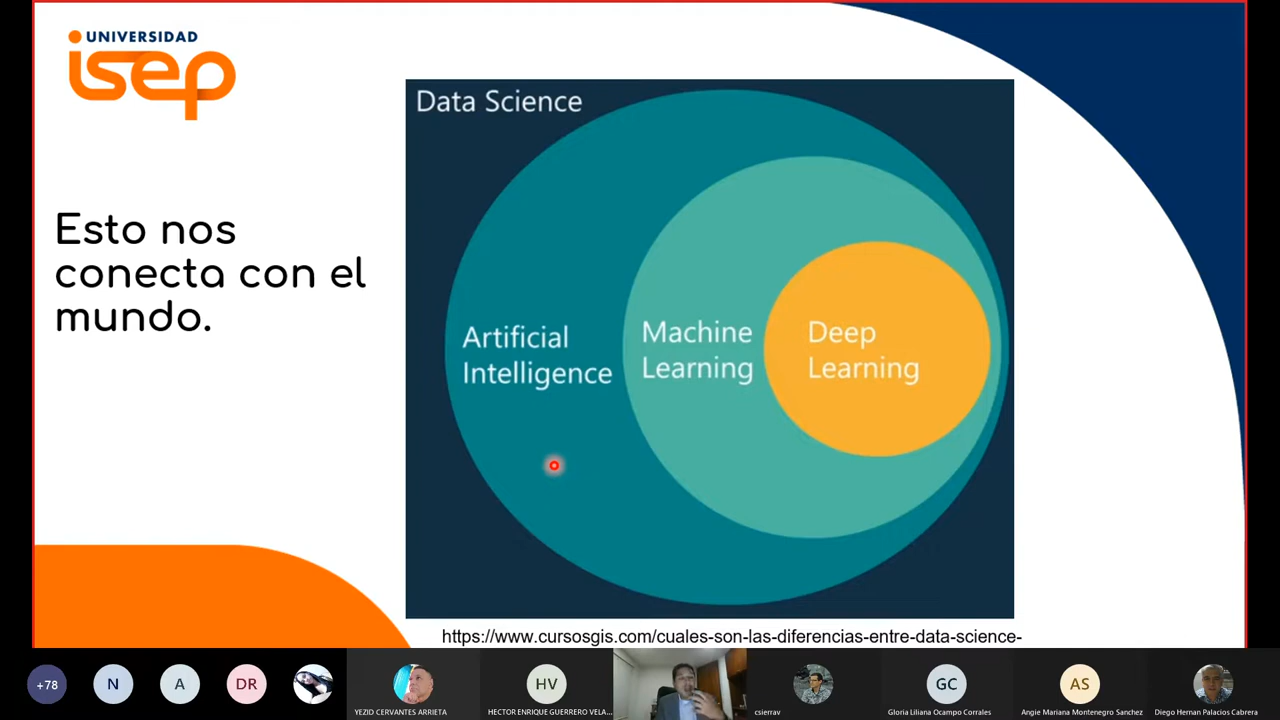 UNIVERSIDAD
isep
Data Science
Esto nos
conecta con el
mundo.
Artificial
Intelligence
Machine
Learning
Deep
Learning
https://www.cursosgis.com/cuales-son-las-diferencias-entre-data-science-
+78
N
A
DR
YEZID CERVANTES ARRIETA
HV
HECTOR ENRIQUE GUERRERO VELA...
csierrav
GC
Gloria Liliana Ocampo Corrales
AS
Angie Mariana Montenegro Sanchez
Diego Hernan Palacios Cabrera